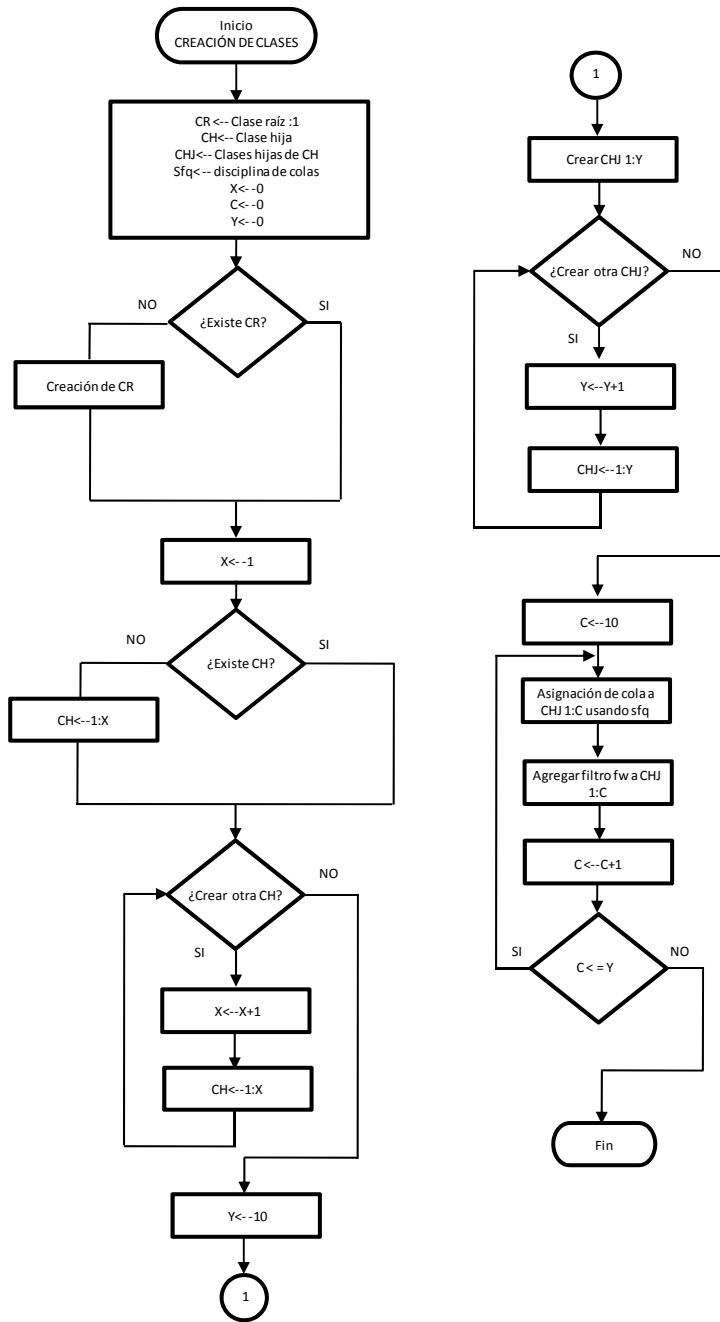 Inicio
CREACIÓN DE CLASES
CR<-- Clase raíz :1
CH<-- Clase hija
CHJ<-- Clases hijas de CH
Sfq<-- disciplina de colas
X<--0
C<--0
Y<--0
NO
¿Existe CR?
SI
Creación de CR
X<--1
NO
¿Existe CH?
SI
CH<--1:X
¿Crear otra CH?
NO
SI
X<--X+1
CH<--1:X
Y<--10
1
1
Crear CHJ 1:Y
¿Crear otra CHJ?
NO
SI
Y<--Y+1
CHJ<--1:Y
C<--10
Asignación de cola a
CHJ 1:C usando sfq
Agregar filtro fw a CHJ
1:C
C<--C+1
SI
C < = Y
NO
Fin